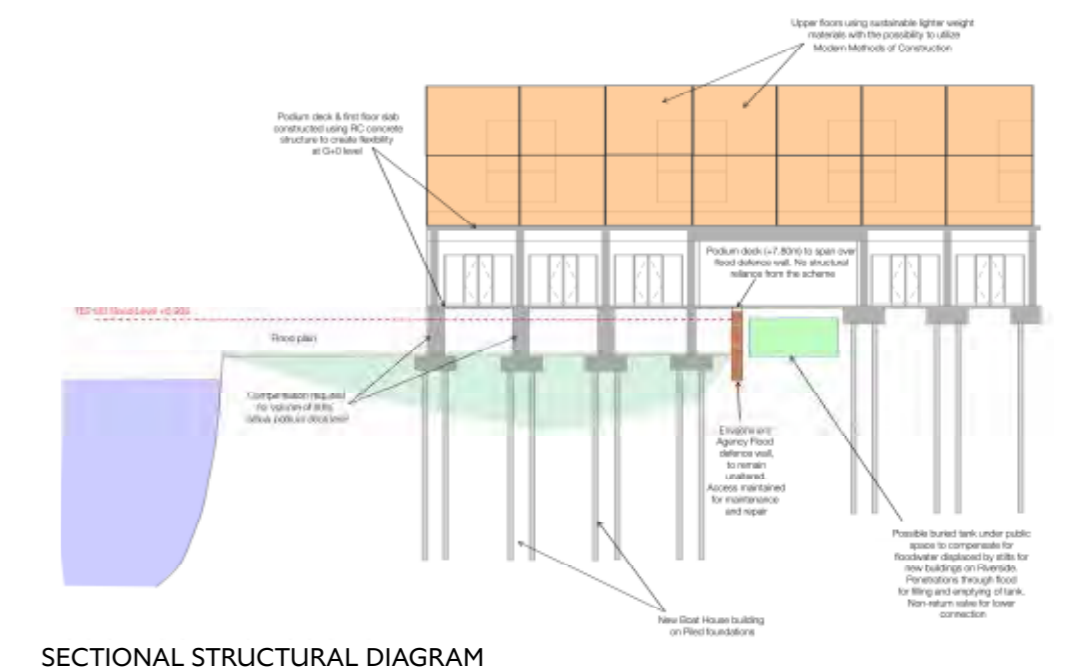 Upper floors using sustainable lighter weight
materials with the possibility to utilize
Modern Methods of Construction
Podium deck & first floor slab
constructed using RC concrete
structure to create flexibility
at G+0 level
Podium deck (+7.80m) to span over
flood defence wall. No structural
reliance from the scheme
Flood Level
Flood plain
Compensation required
for volume of stilts
below podium
Environment
Agency Flood
defence wall,
to remain
unaltered.
Access maintained
for maintenance
and repair
Possible buried tank under public
space to compensate for
floodwater displaced by stilts for
new buildings on Riverside.
Penetrations through flood
for filling and emptying of tank.
Non-return valve for lower
connection
New Boat House building
on Piled foundations
SECTIONAL STRUCTURAL DIAGRAM